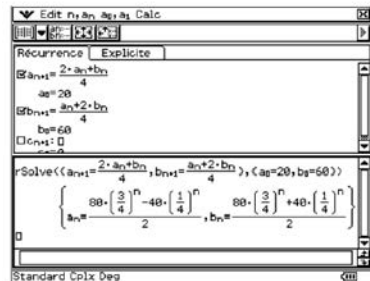 Edit n,an a0,a1 Calc
Recurrence Explicite
an+1=2·an+bn/4
a0=20
bn+1=an+2·bn/4
b0=60
cn+1:
rSolve((an+1=2·an+bn/4,bn+1=an+2·bn/4),(a0=20,b0=60))
{an=80·(3/4)^n-40·(1/4)^n/2,bn=80·(3/4)^n+40·(1/4)^n/2}
Standard Cplx Deg